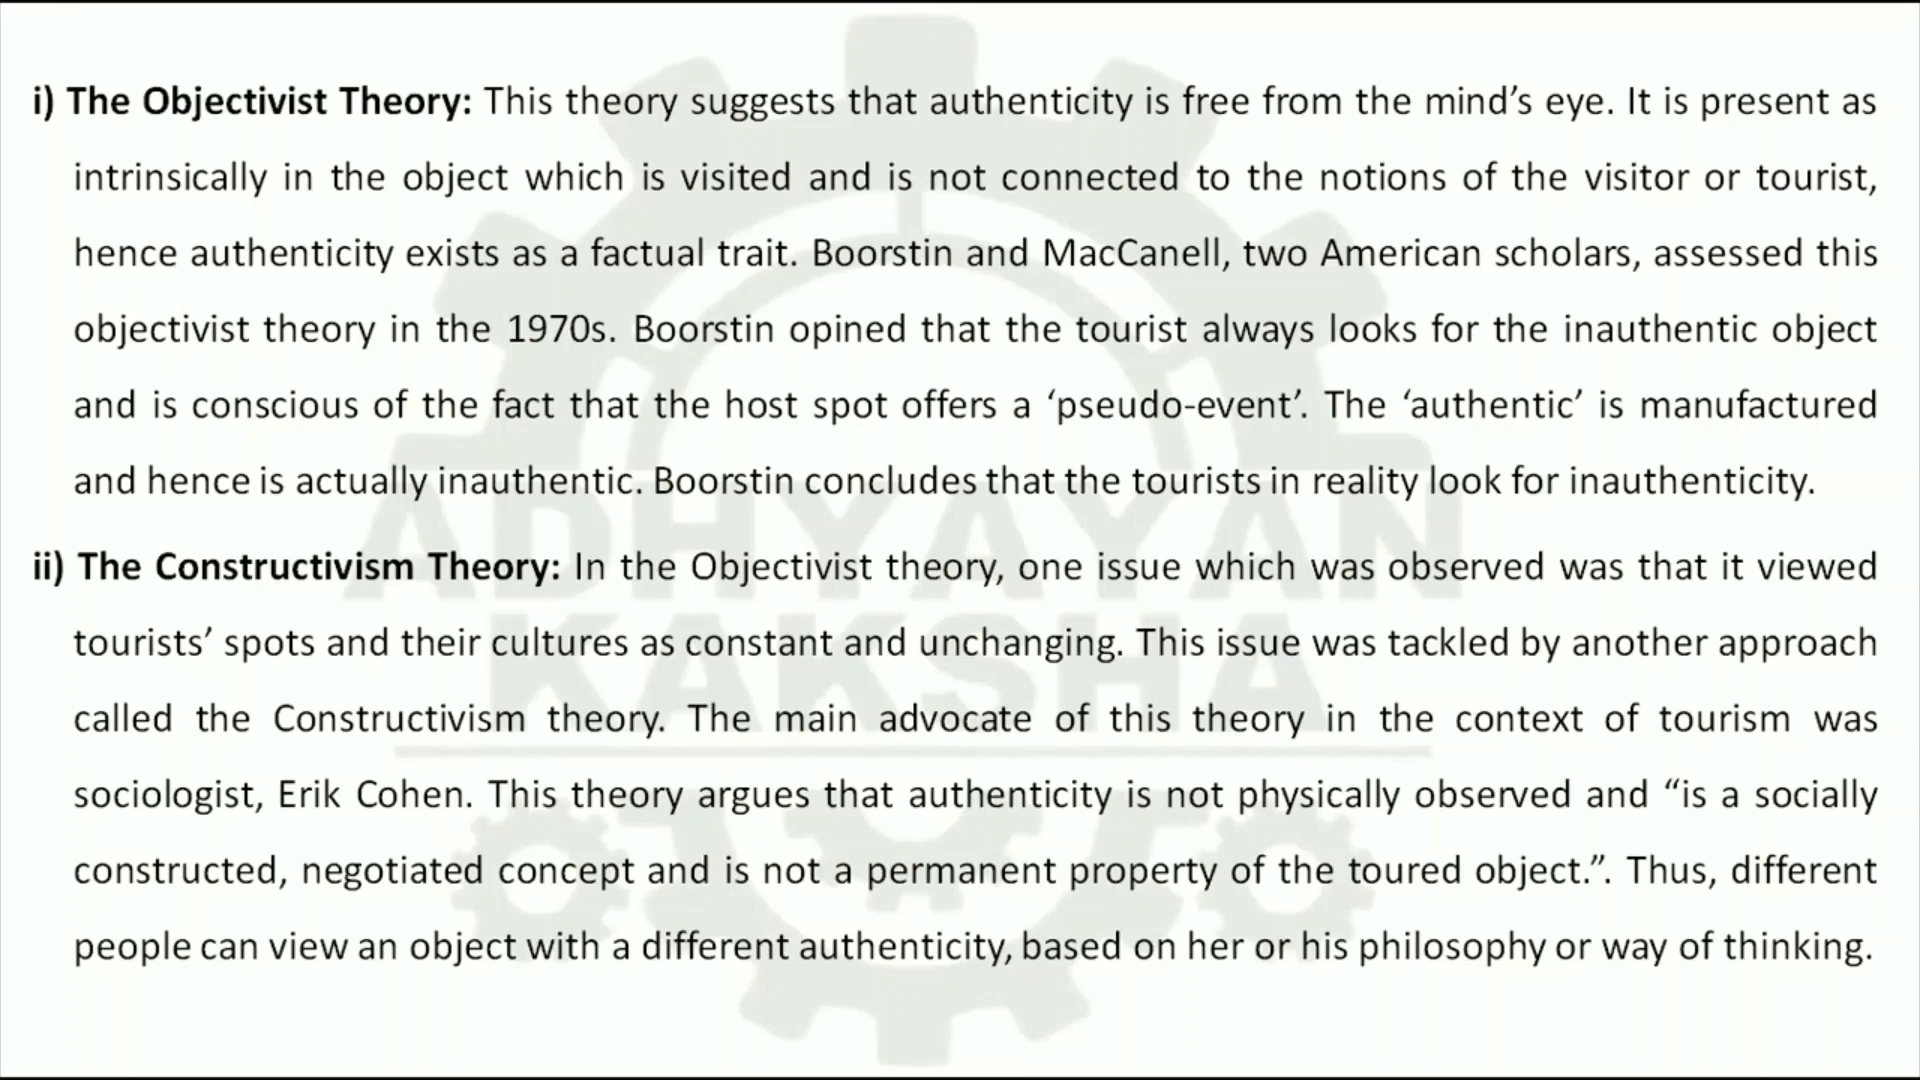 i) The Objectivist Theory: This theory suggests that authenticity is free from the mind’s eye. It is present as
intrinsically in the object which is visited and is not connected to the notions of the visitor or tourist,
hence authenticity exists as a factual trait. Boorstin and MacCanell, two American scholars, assessed this
objectivist theory in the 1970s. Boorstin opined that the tourist always looks for the inauthentic object
and is conscious of the fact that the host spot offers a ‘pseudo-event’. The ‘authentic’ is manufactured
and hence is actually inauthentic. Boorstin concludes that the tourists in reality look for inauthenticity.
ii) The Constructivism Theory: In the Objectivist theory, one issue which was observed was that it viewed
tourists’ spots and their cultures as constant and unchanging. This issue was tackled by another approach
called the Constructivism theory. The main advocate of this theory in the context of tourism was
sociologist, Erik Cohen. This theory argues that authenticity is not physically observed and “is a socially
constructed, negotiated concept and is not a permanent property of the toured object.”. Thus, different
people can view an object with a different authenticity, based on her or his philosophy or way of thinking.
ADHYAYAN
KAKSHA